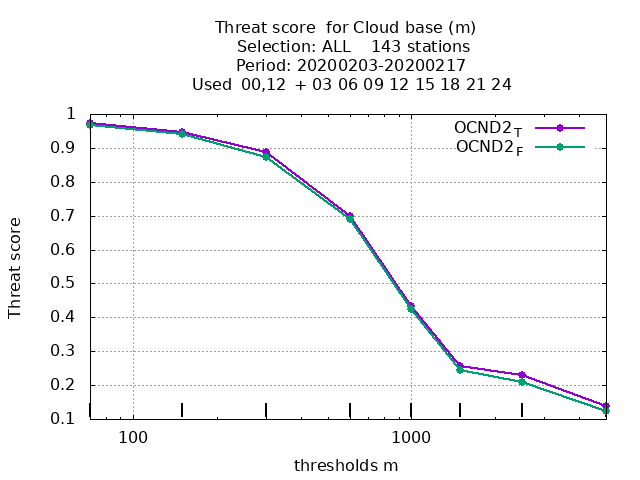 Threat score  for Cloud base (m)
Selection: ALL    143 stations
Period: 20200203-20200217
Used  00,12  + 03 06 09 12 15 18 21 24
OCND2T
OCND2F
1
0.9
0.8
0.7
0.6
0.5
0.4
0.3
0.2
0.1
Threat score
100
1000
thresholds m